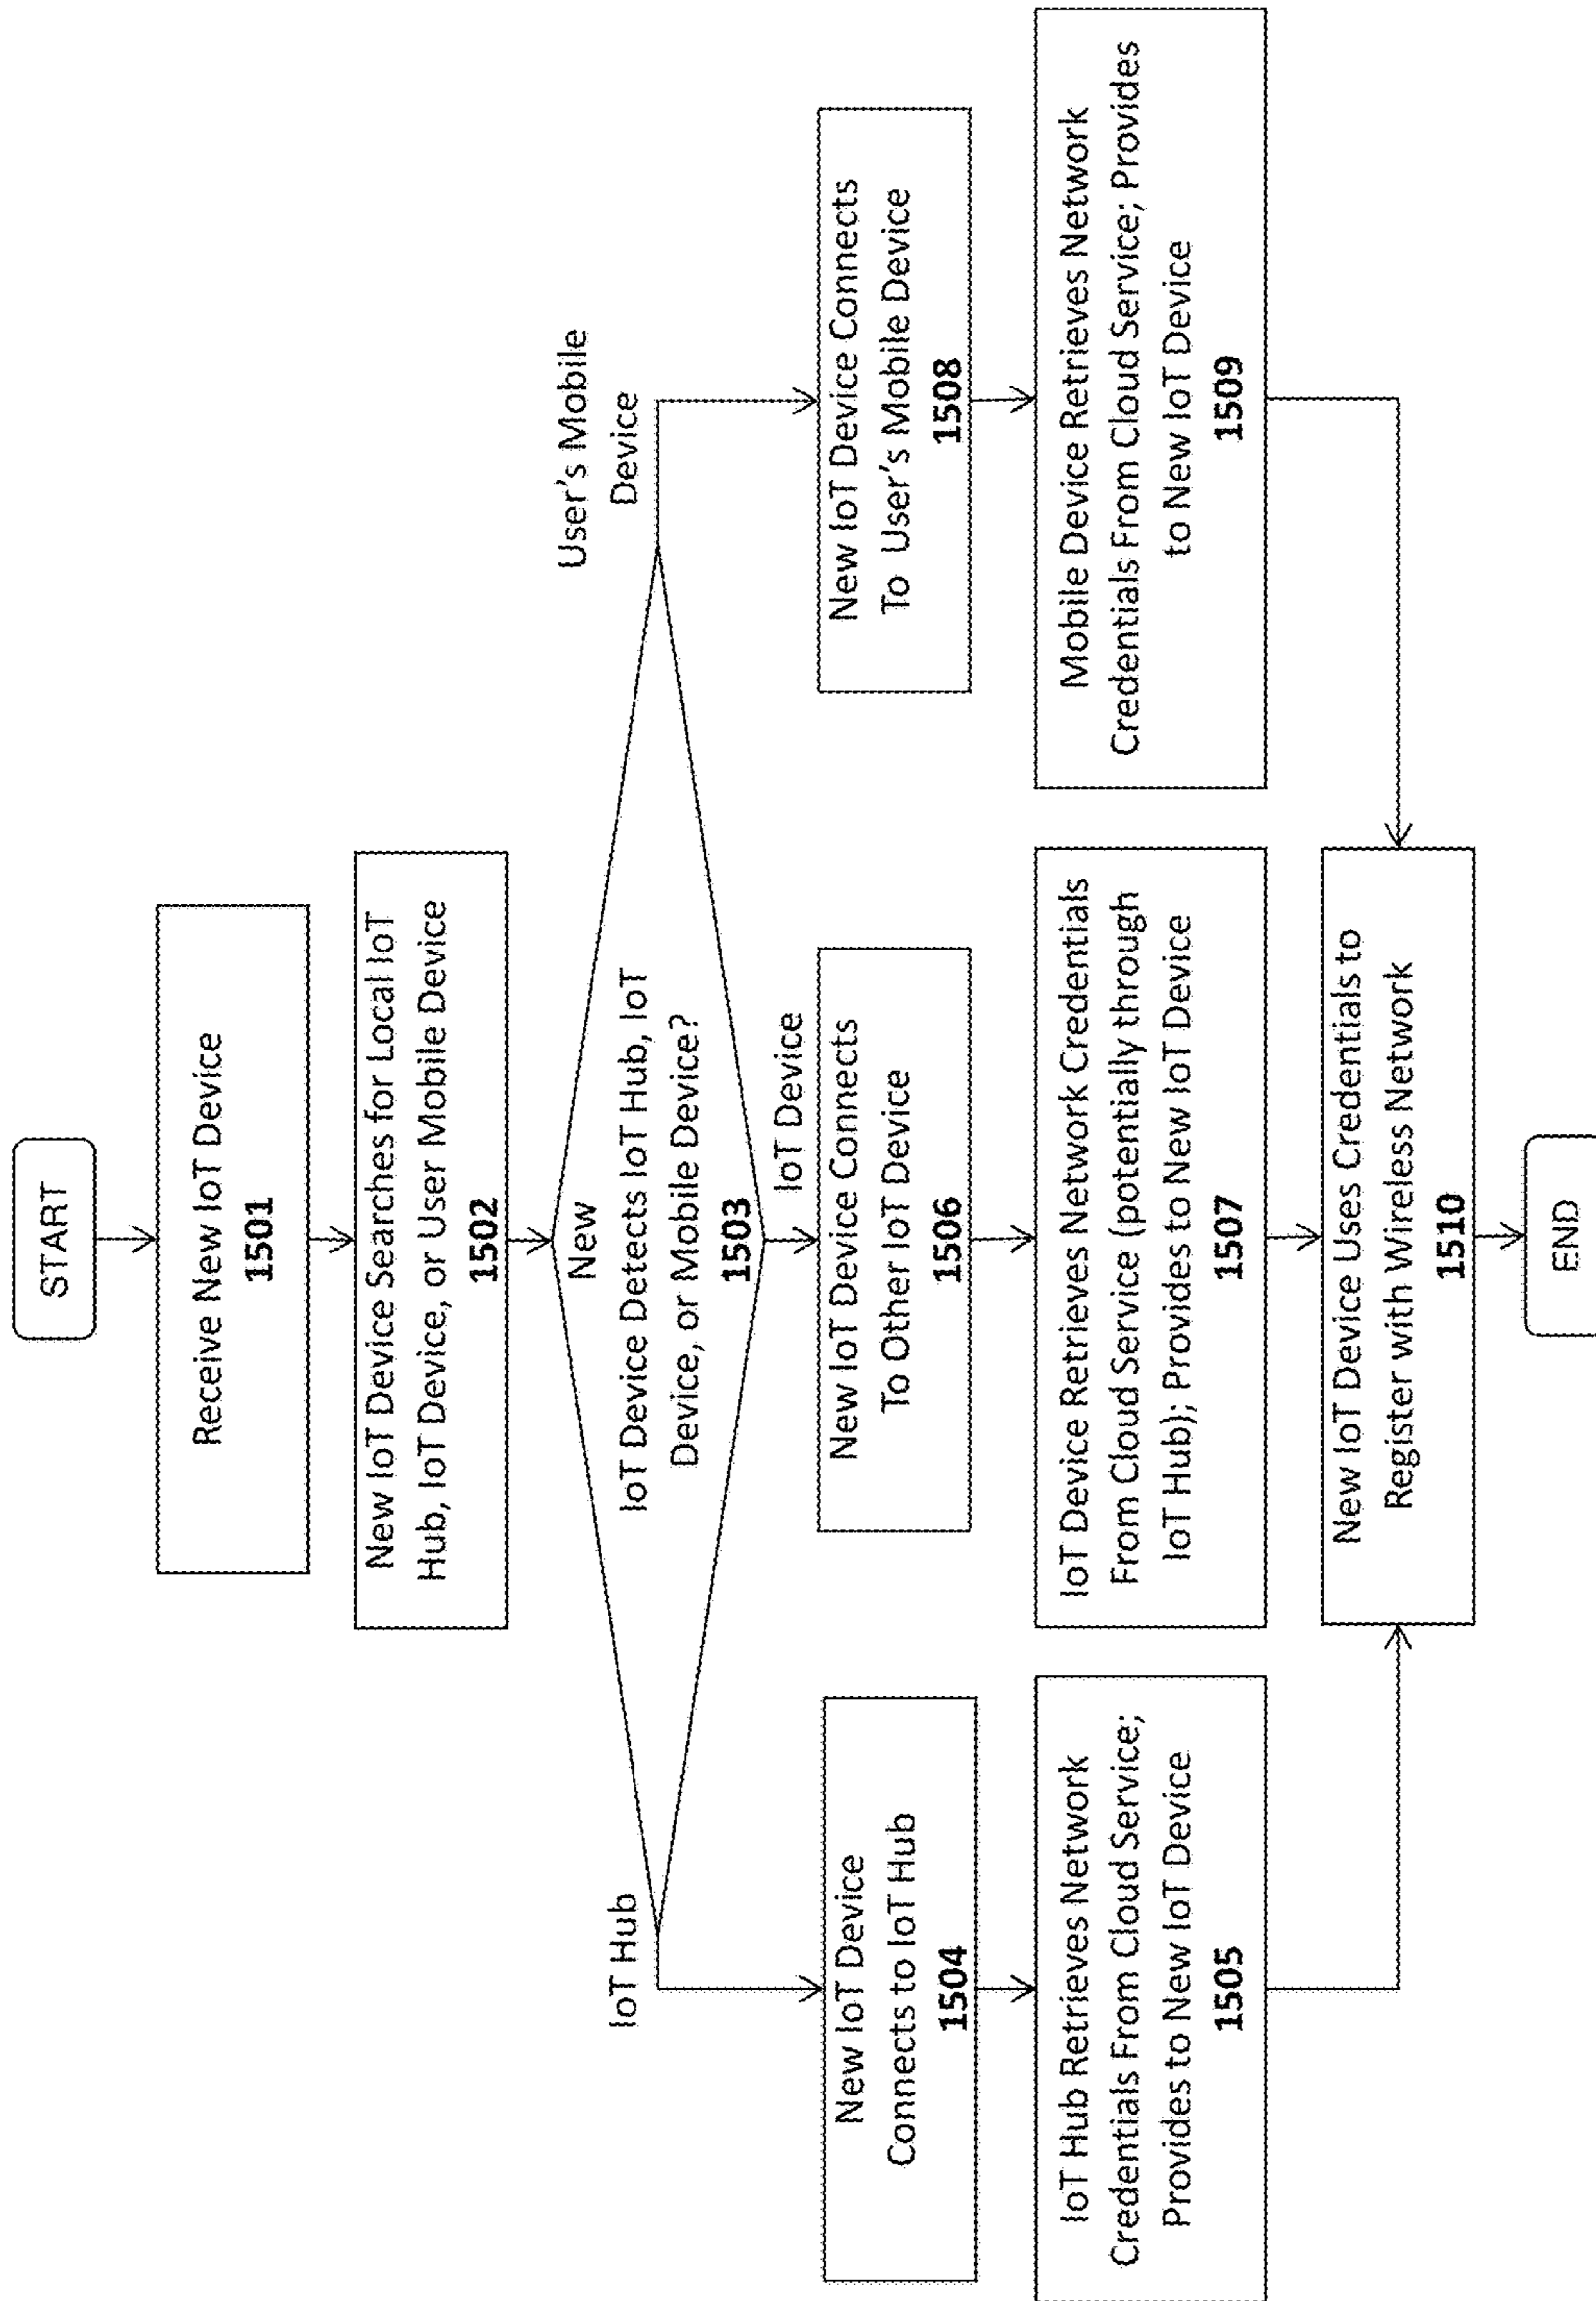 START
Receive New IoT Device
1501
New IoT Device Searches for Local IoT
Hub, IoT Device, or User Mobile Device
1502
New
IoT Device Detects IoT Hub, IoT
Device, or Mobile Device?
1503
IoT Hub
IoT Device
User's Mobile
Device
New IoT Device
Connects to IoT Hub
1504
IoT Hub Retrieves Network
Credentials From Cloud Service;
Provides to New IoT Device
1505
New IoT Device Connects
To Other IoT Device
1506
IoT Device Retrieves Network Credentials
From Cloud Service (potentially through
IoT Hub); Provides to New IoT Device
1507
New IoT Device Connects
To User's Mobile Device
1508
Mobile Device Retrieves Network
Credentials From Cloud Service; Provides
to New IoT Device
1509
New IoT Device Uses Credentials to
Register with Wireless Network
1510
END